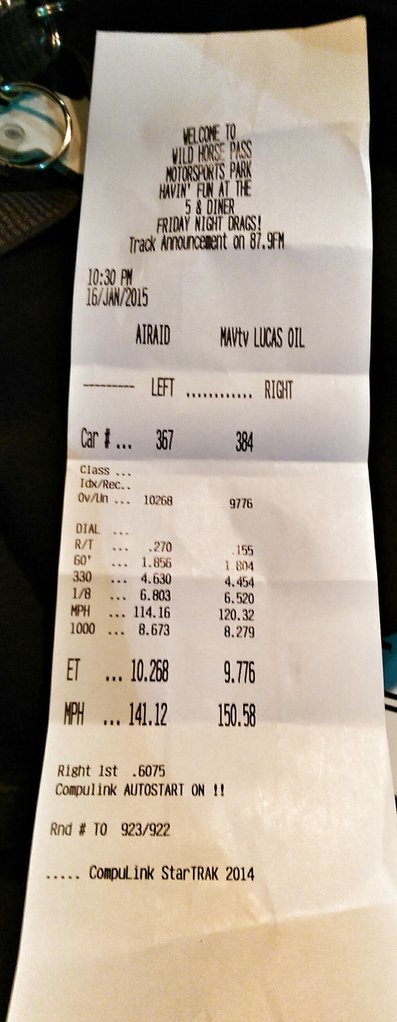 WELCOME TO
WILD HORSE PASS
MOTORSPORTS PARK
HAVIN' FUN AT THE
5 & DINER
FRIDAY NIGHT DRAGS!
Track Announcement on 87.9FM
10:30 PM
16/JAN/2015
AIRAID MAVtv LUCAS OIL
--------- LEFT ............ RIGHT
Car # ... 367 384
Class ...
Idx/Rec..
Ov/Un ... 10268 9776
DIAL ...
R/T ... .270 .155
60' ... 1.856 1.804
330 ... 4.630 4.454
1/8 ... 6.803 6.520
MPH ... 114.16 120.32
1000 ... 8.673 8.279
ET ... 10.268 9.776
MPH ... 141.12 150.58
Right 1st .6075
Compulink AUTOSTART ON !!
Rnd # TO 923/922
..... CompuLink StarTRAK 2014